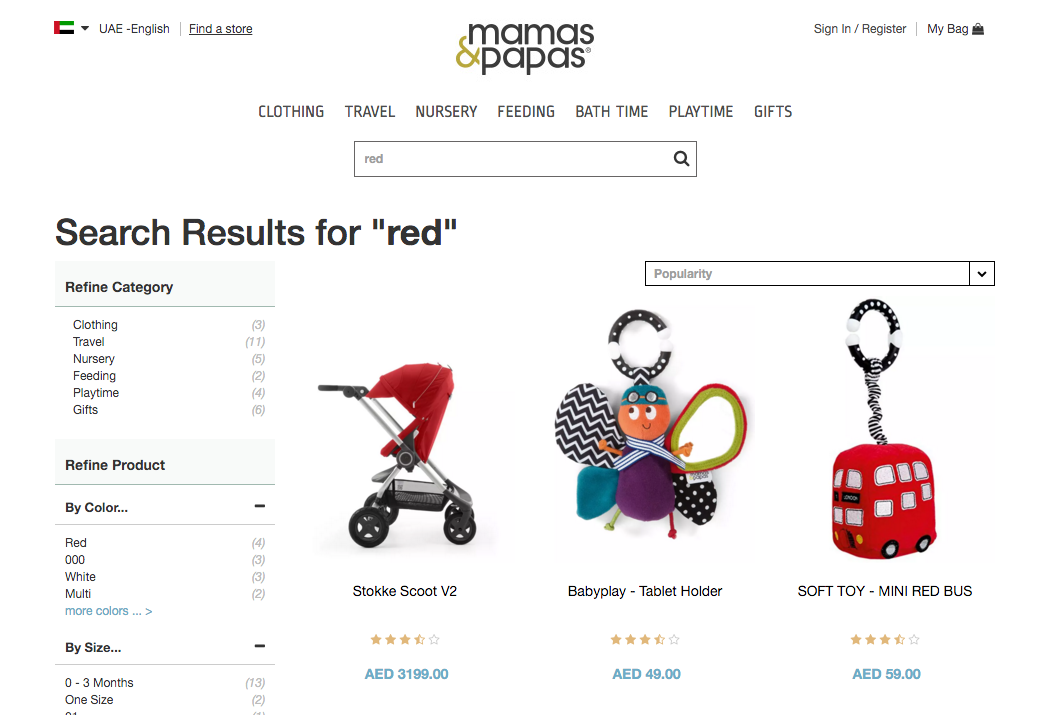 UAE -English
Find a store
mamas
&papas®
Sign In / Register
My Bag
CLOTHING TRAVEL NURSERY FEEDING BATH TIME PLAYTIME GIFTS
red
Search Results for "red"
Refine Category
Clothing (3)
Travel (11)
Nursery (5)
Feeding (2)
Playtime (4)
Gifts (6)
Refine Product
By Color...
Red (4)
000 (3)
White (3)
Multi (2)
more colors ... >
By Size...
0 - 3 Months (13)
One Size (2)
Popularity
papas
LONDON
Stokke Scoot V2
Babyplay - Tablet Holder
SOFT TOY - MINI RED BUS
AED 3199.00
AED 49.00
AED 59.00